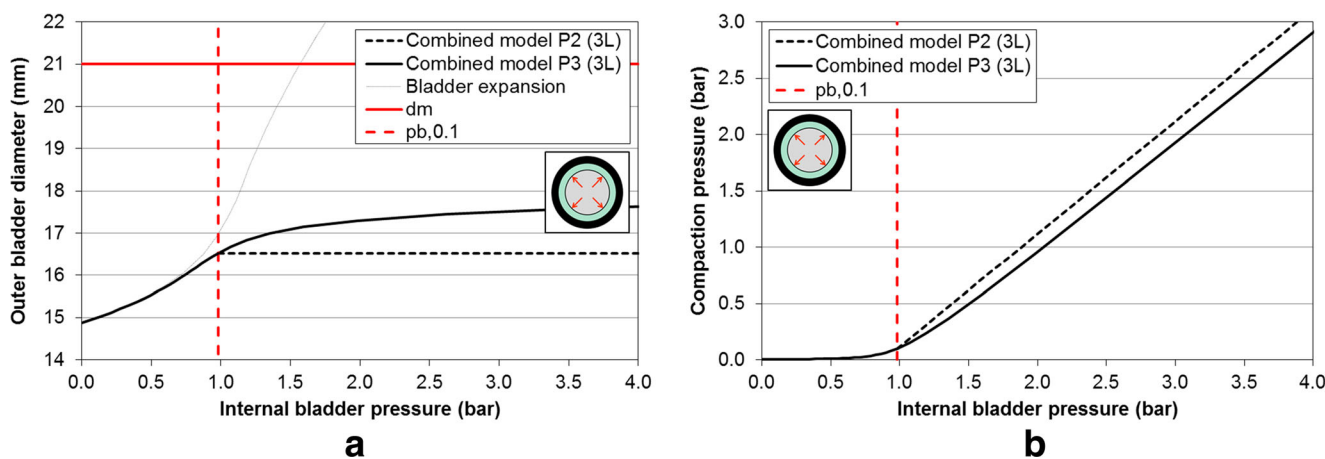 22
21
20
19
18
17
16
15
14
Outer bladder diameter (mm)
Combined model P2 (3L)
Combined model P3 (3L)
Bladder expansion
dm
pb,0.1
0.0 0.5 1.0 1.5 2.0 2.5 3.0 3.5 4.0
Internal bladder pressure (bar)
a
3.0
2.5
2.0
1.5
1.0
0.5
0.0
Compaction pressure (bar)
Combined model P2 (3L)
Combined model P3 (3L)
pb,0.1
0.0 0.5 1.0 1.5 2.0 2.5 3.0 3.5 4.0
Internal bladder pressure (bar)
b